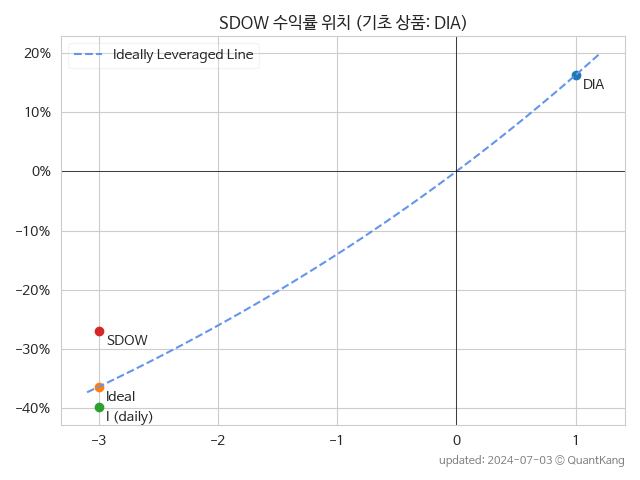 SDOW 수익률 위치 (기초 상품: DIA)
Ideally Leveraged Line
20%
10%
0%
−10%
−20%
−30%
−40%
DIA
SDOW
Ideal
I (daily)
−3
−2
−1
0
1
updated: 2024-07-03 © QuantKang